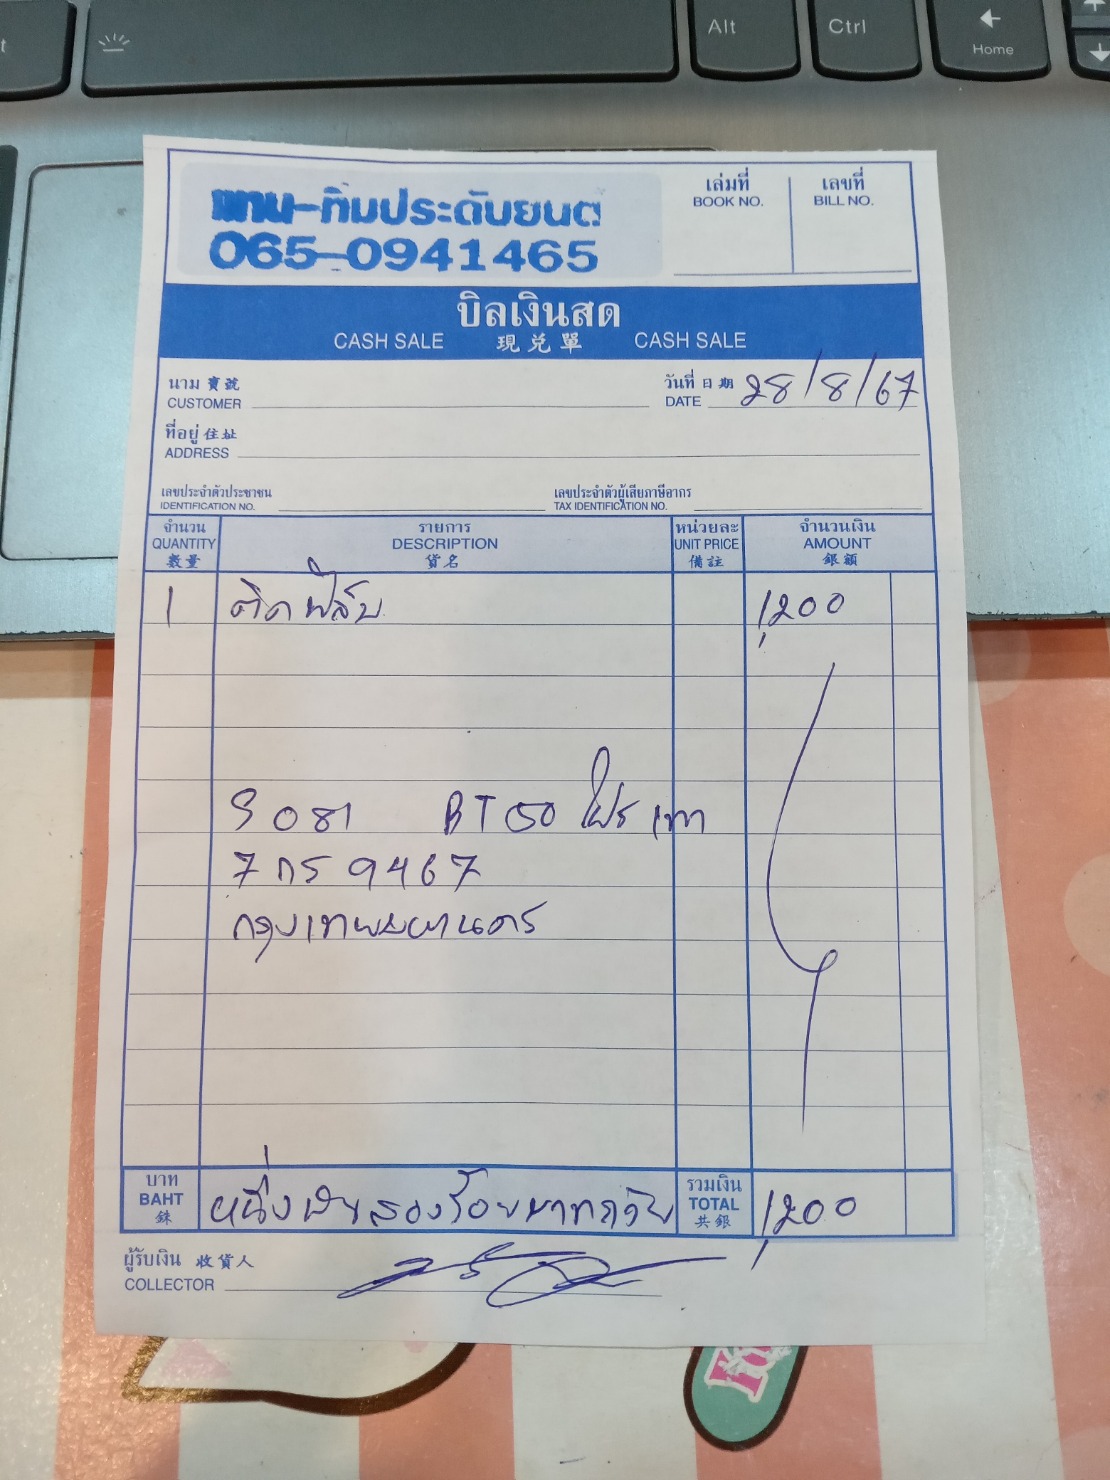 Alt
Ctrl
Home
แทน-ทิมประดับยนต์
065-0941465
เล่มที่
BOOK NO.
เลขที่
BILL NO.
บิลเงินสด
CASH SALE 現兌單 CASH SALE
นาม 寶號
CUSTOMER
วันที่ 日期
DATE 28/8/67
ที่อยู่ 住址
ADDRESS
เลขประจำตัวประชาชน
IDENTIFICATION NO.
เลขประจำตัวผู้เสียภาษีอากร
TAX IDENTIFICATION NO.
จำนวน
QUANTITY
數量
รายการ
DESCRIPTION
貨名
หน่วยละ
UNIT PRICE
備註
จำนวนเงิน
AMOUNT
銀額
1 ติดฟิล์ม 1,200
S 081 BT50 โปร เทา
7 กร 9467
กรุงเทพมหานคร
บาท
BAHT
銖
หนึ่งพันสองร้อยบาทถ้วน
รวมเงิน
TOTAL
共銀
1,200
ผู้รับเงิน 收貨人
COLLECTOR